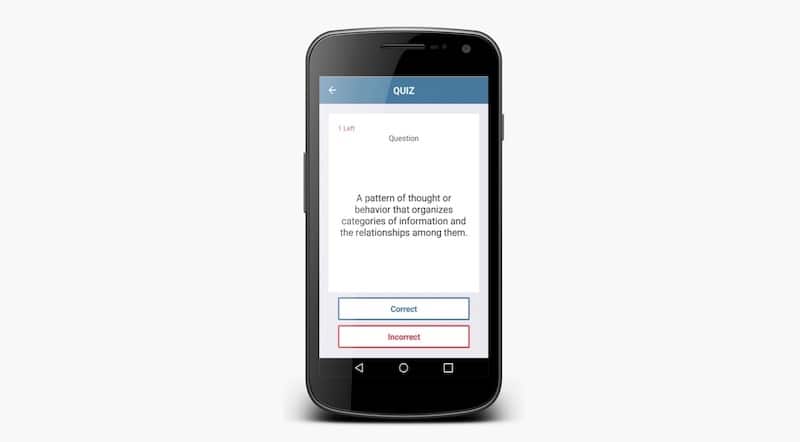 QUIZ
1 Left
Question
A pattern of thought or
behavior that organizes
categories of information and
the relationships among them.
Correct
Incorrect